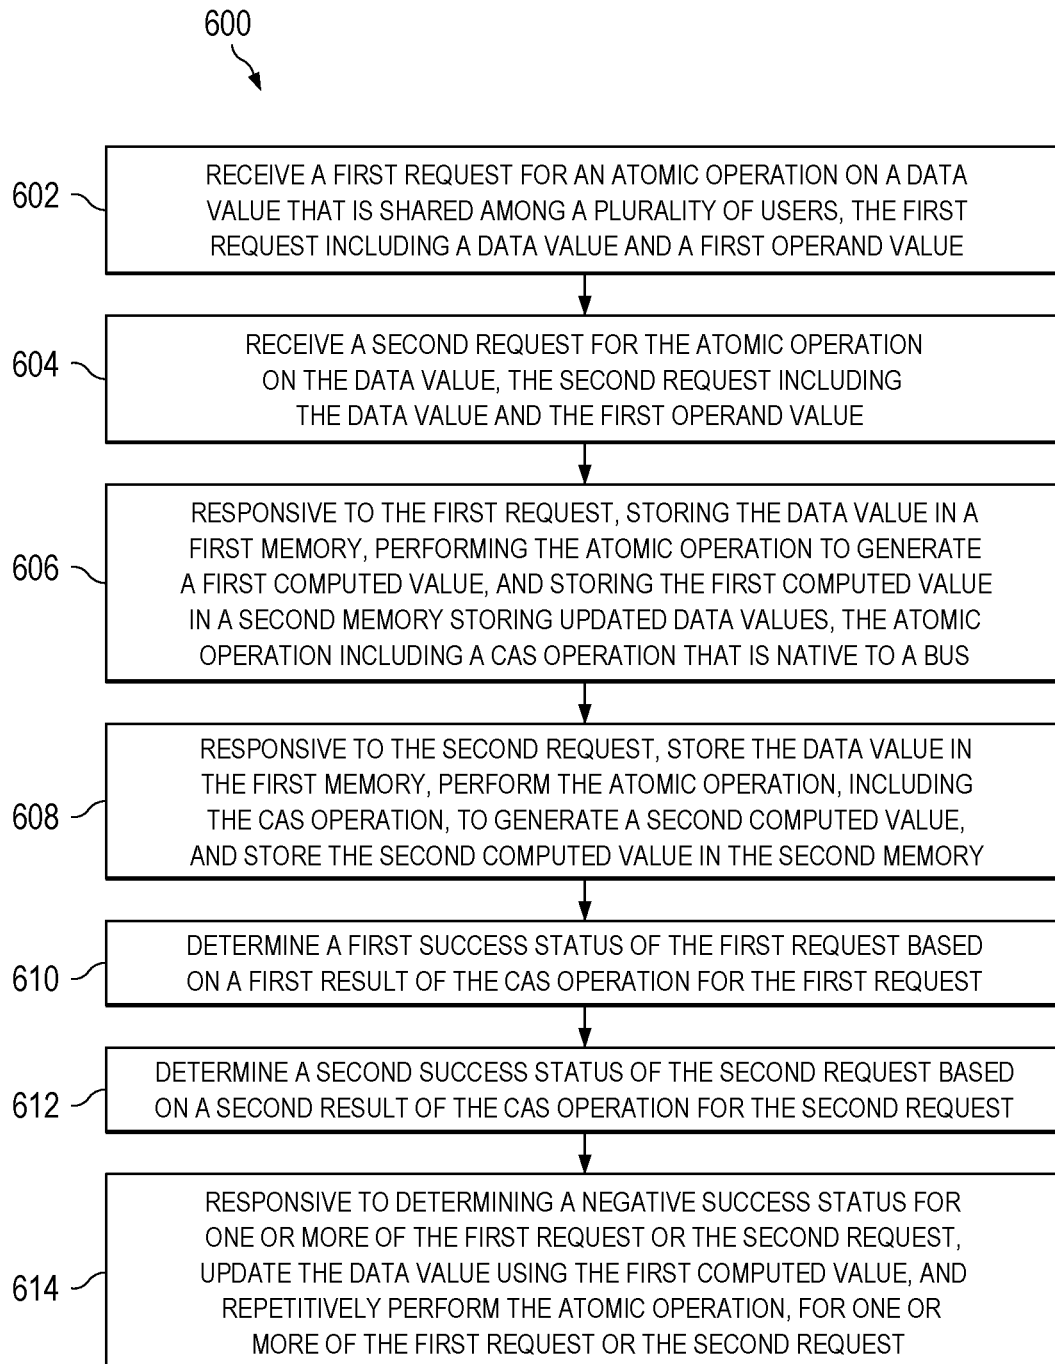 600
602
RECEIVE A FIRST REQUEST FOR AN ATOMIC OPERATION ON A DATA
VALUE THAT IS SHARED AMONG A PLURALITY OF USERS, THE FIRST
REQUEST INCLUDING A DATA VALUE AND A FIRST OPERAND VALUE
604
RECEIVE A SECOND REQUEST FOR THE ATOMIC OPERATION
ON THE DATA VALUE, THE SECOND REQUEST INCLUDING
THE DATA VALUE AND THE FIRST OPERAND VALUE
606
RESPONSIVE TO THE FIRST REQUEST, STORING THE DATA VALUE IN A
FIRST MEMORY, PERFORMING THE ATOMIC OPERATION TO GENERATE
A FIRST COMPUTED VALUE, AND STORING THE FIRST COMPUTED VALUE
IN A SECOND MEMORY STORING UPDATED DATA VALUES, THE ATOMIC
OPERATION INCLUDING A CAS OPERATION THAT IS NATIVE TO A BUS
608
RESPONSIVE TO THE SECOND REQUEST, STORE THE DATA VALUE IN
THE FIRST MEMORY, PERFORM THE ATOMIC OPERATION, INCLUDING
THE CAS OPERATION, TO GENERATE A SECOND COMPUTED VALUE,
AND STORE THE SECOND COMPUTED VALUE IN THE SECOND MEMORY
610
DETERMINE A FIRST SUCCESS STATUS OF THE FIRST REQUEST BASED
ON A FIRST RESULT OF THE CAS OPERATION FOR THE FIRST REQUEST
612
DETERMINE A SECOND SUCCESS STATUS OF THE SECOND REQUEST BASED
ON A SECOND RESULT OF THE CAS OPERATION FOR THE SECOND REQUEST
614
RESPONSIVE TO DETERMINING A NEGATIVE SUCCESS STATUS FOR
ONE OR MORE OF THE FIRST REQUEST OR THE SECOND REQUEST,
UPDATE THE DATA VALUE USING THE FIRST COMPUTED VALUE, AND
REPETITIVELY PERFORM THE ATOMIC OPERATION, FOR ONE OR
MORE OF THE FIRST REQUEST OR THE SECOND REQUEST